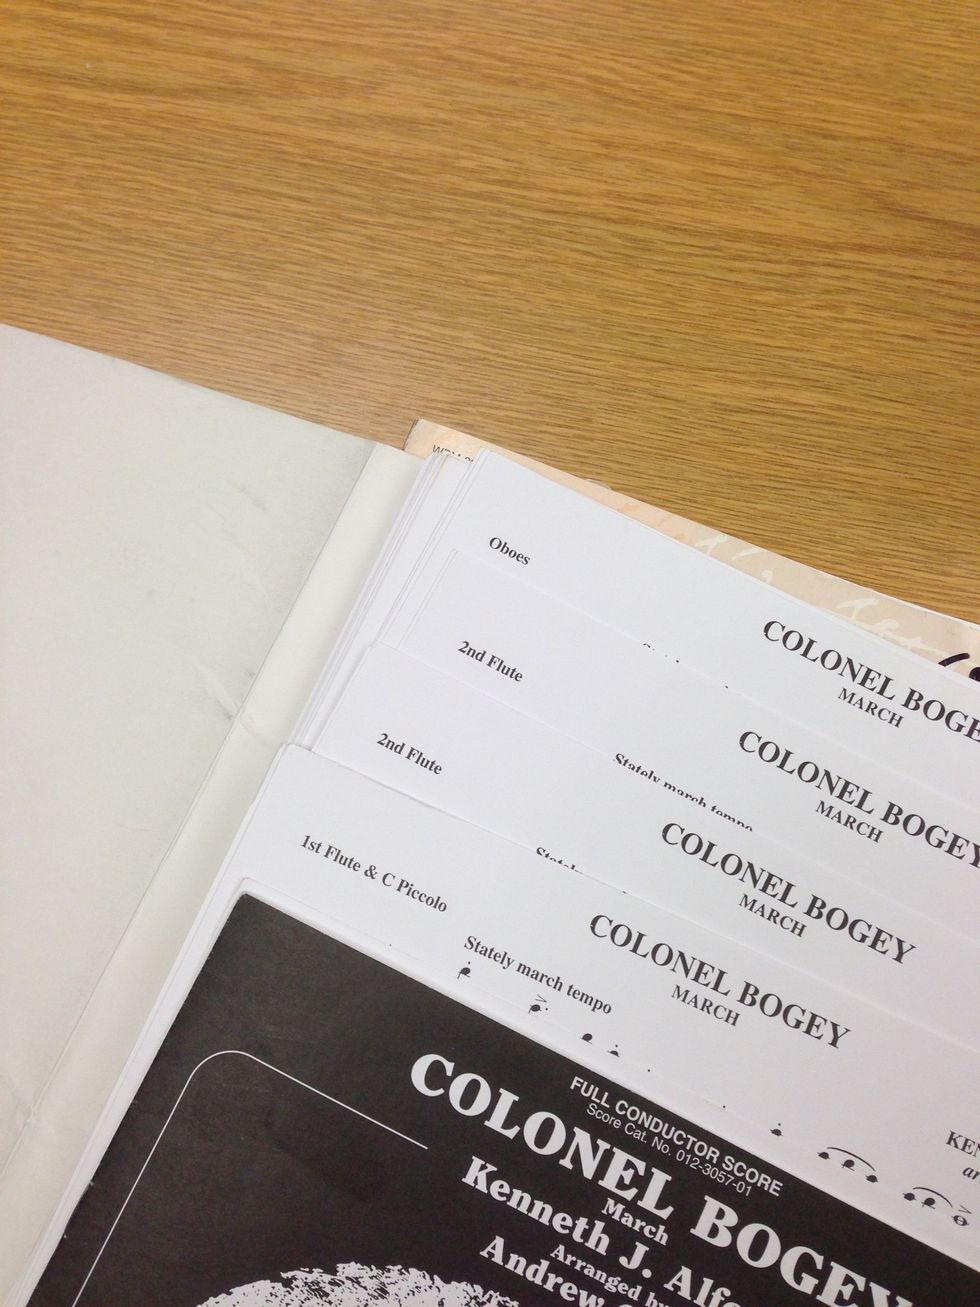 Oboes
COLONEL
MARCH
2nd Flute
Stately march tempo
COLONEL BOGEY
MARCH
2nd Flute
COLONEL BOGEY
MARCH
1st Flute & C Piccolo
Stately march tempo
COLONEL BOGEY
MARCH
FULL CONDUCTOR SCORE
Score Cat. No. 012-3057-01
COLONEL BOGEY
March
Kenneth J.
Arranged by
Andrew